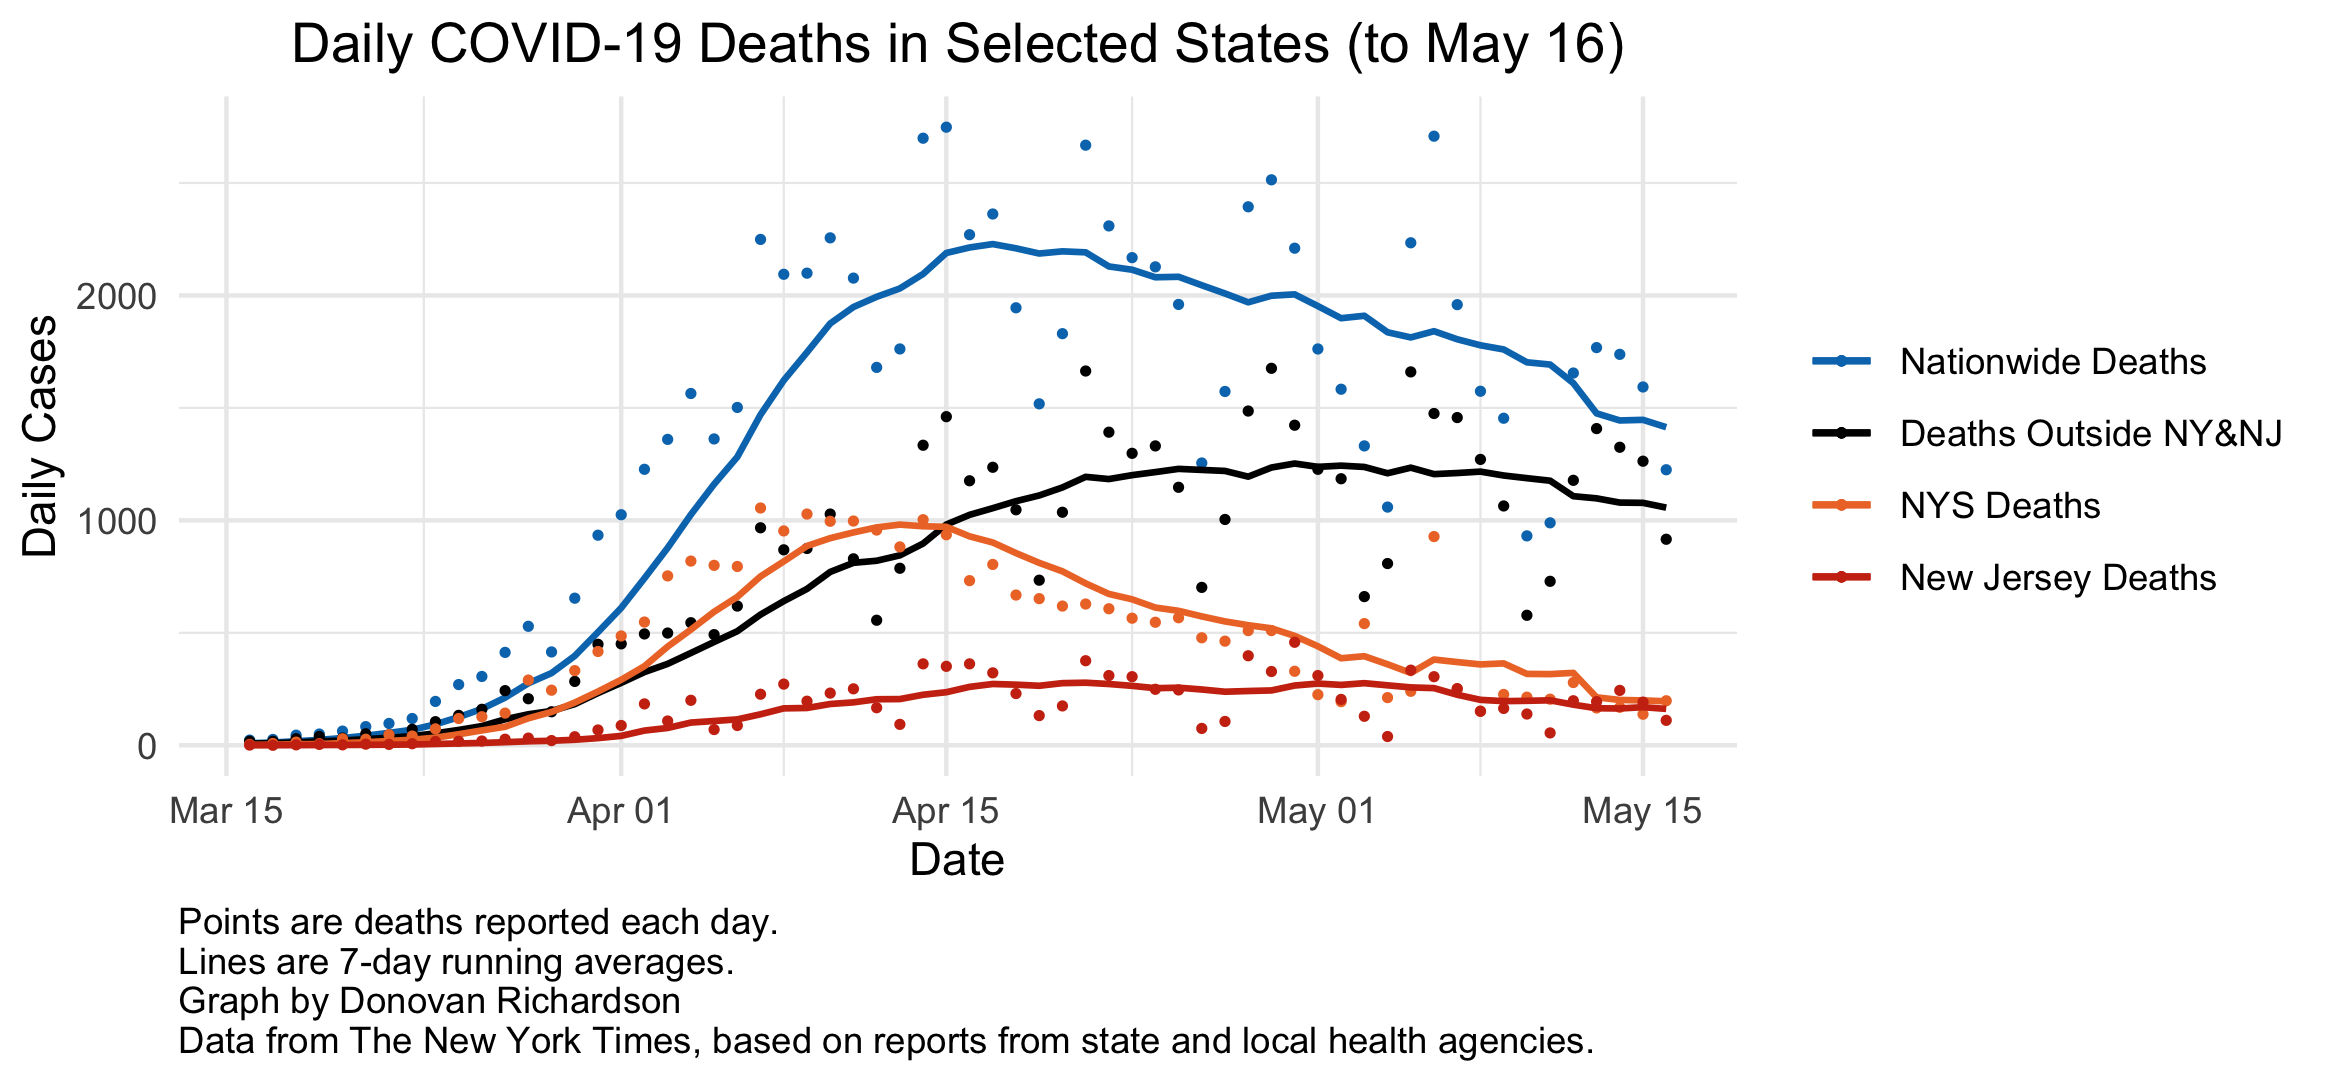 Daily COVID-19 Deaths in Selected States (to May 16)
Daily Cases
2000
1000
0
Mar 15
Apr 01
Apr 15
May 01
May 15
Date
Nationwide Deaths
Deaths Outside NY&NJ
NYS Deaths
New Jersey Deaths
Points are deaths reported each day.
Lines are 7-day running averages.
Graph by Donovan Richardson
Data from The New York Times, based on reports from state and local health agencies.